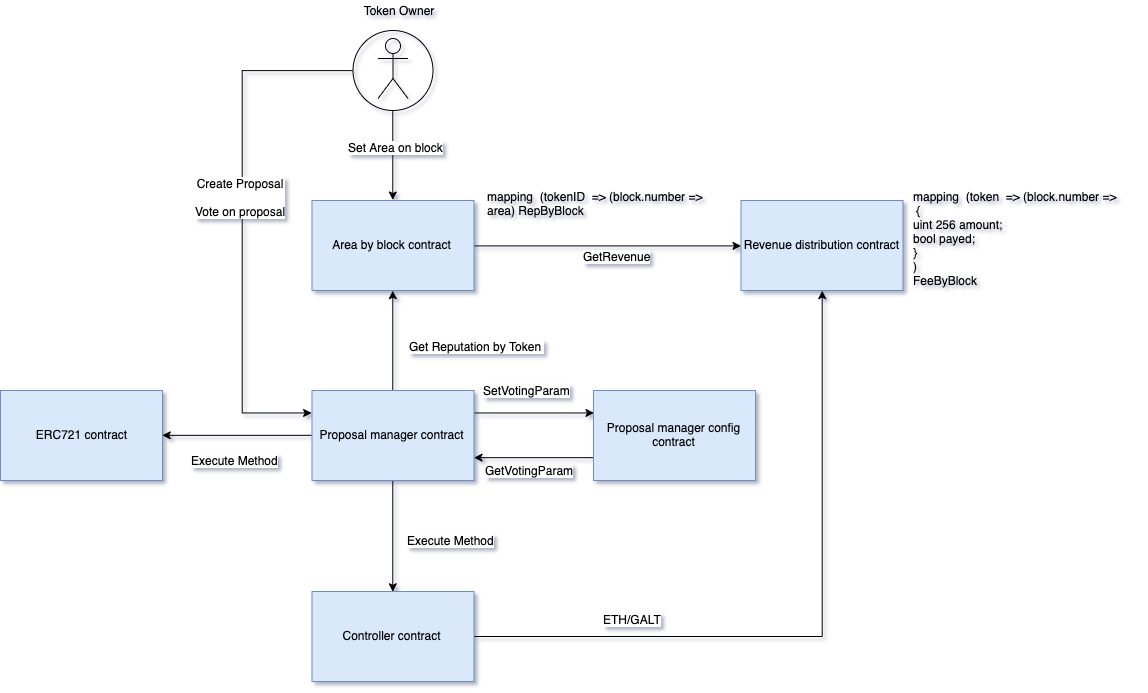 Token Owner
Set Area on block
Create Proposal
Vote on proposal
mapping (tokenID => (block.number =>
area) RepByBlock
mapping (token => (block.number =>
{
uint 256 amount;
bool payed;
}
)
FeeByBlock
Area by block contract
Revenue distribution contract
GetRevenue
Get Reputation by Token
SetVotingParam
ERC721 contract
Proposal manager contract
Proposal manager config
contract
Execute Method
GetVotingParam
Execute Method
ETH/GALT
Controller contract